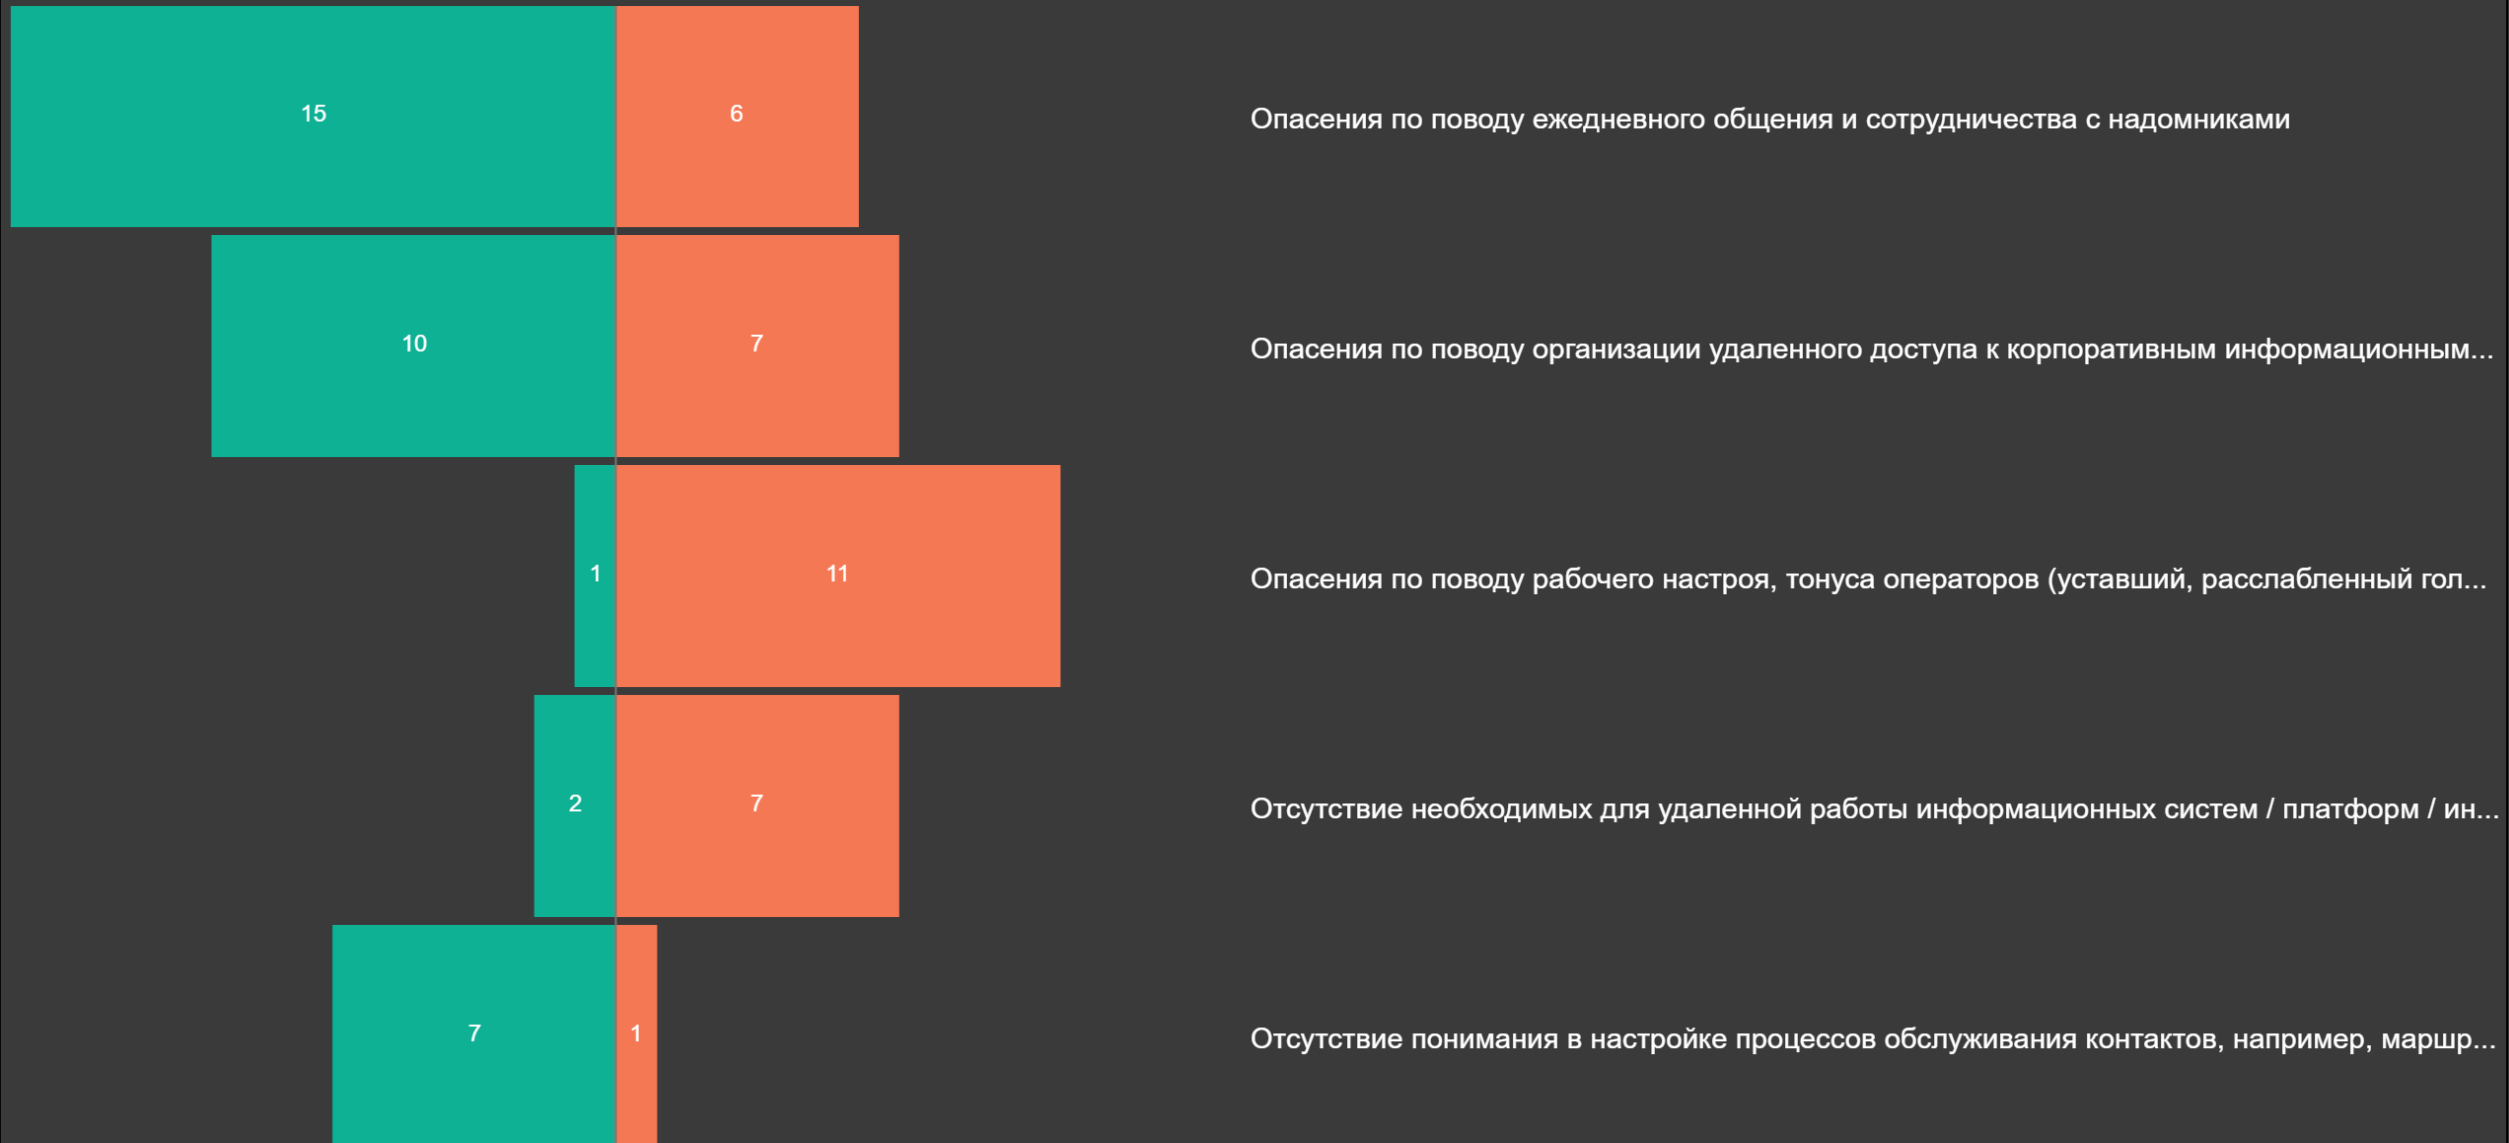 15 6 Опасения по поводу ежедневного общения и сотрудничества с надомниками
10 7 Опасения по поводу организации удаленного доступа к корпоративным информационным...
1 11 Опасения по поводу рабочего настроя, тонуса операторов (уставший, расслабленный гол...
2 7 Отсутствие необходимых для удаленной работы информационных систем / платформ / ин...
7 1 Отсутствие понимания в настройке процессов обслуживания контактов, например, маршр...